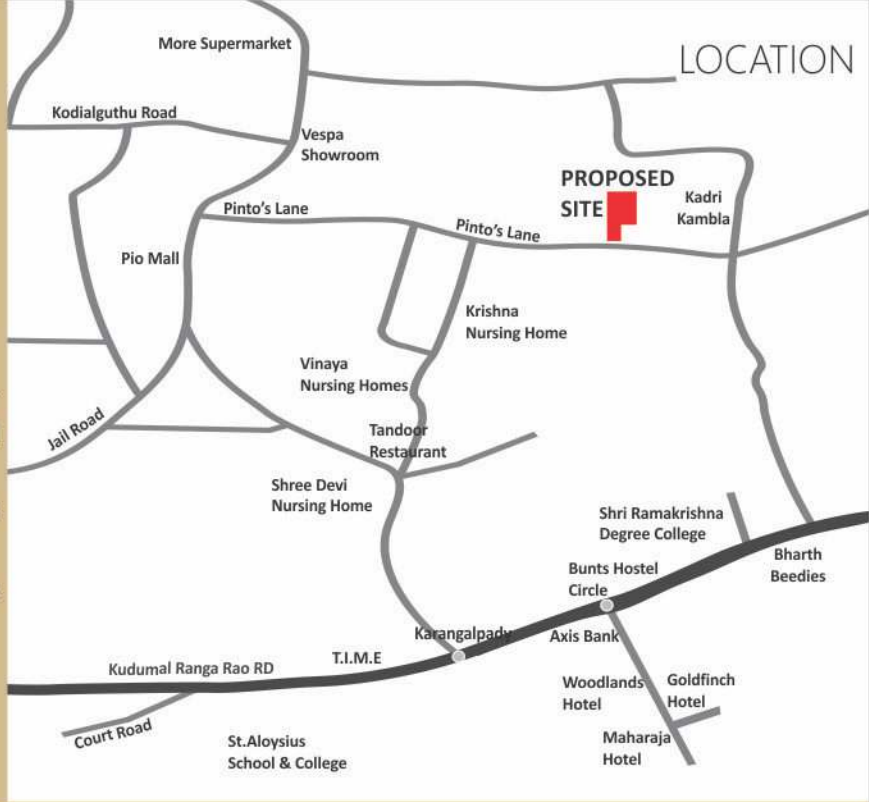 More Supermarket
LOCATION
Kodialguthu Road
Vespa
Showroom
PROPOSED
SITE
Kadri
Kambla
Pinto's Lane
Pinto's Lane
Pio Mall
Krishna
Nursing Home
Vinaya
Nursing Homes
Jail Road
Tandoor
Restaurant
Shree Devi
Nursing Home
Shri Ramakrishna
Degree College
Bharth
Beedies
Bunts Hostel
Circle
Karangalpady
Axis Bank
T.I.M.E
Kudumal Ranga Rao RD
Woodlands
Hotel
Goldfinch
Hotel
Court Road
St.Aloysius
School & College
Maharaja
Hotel